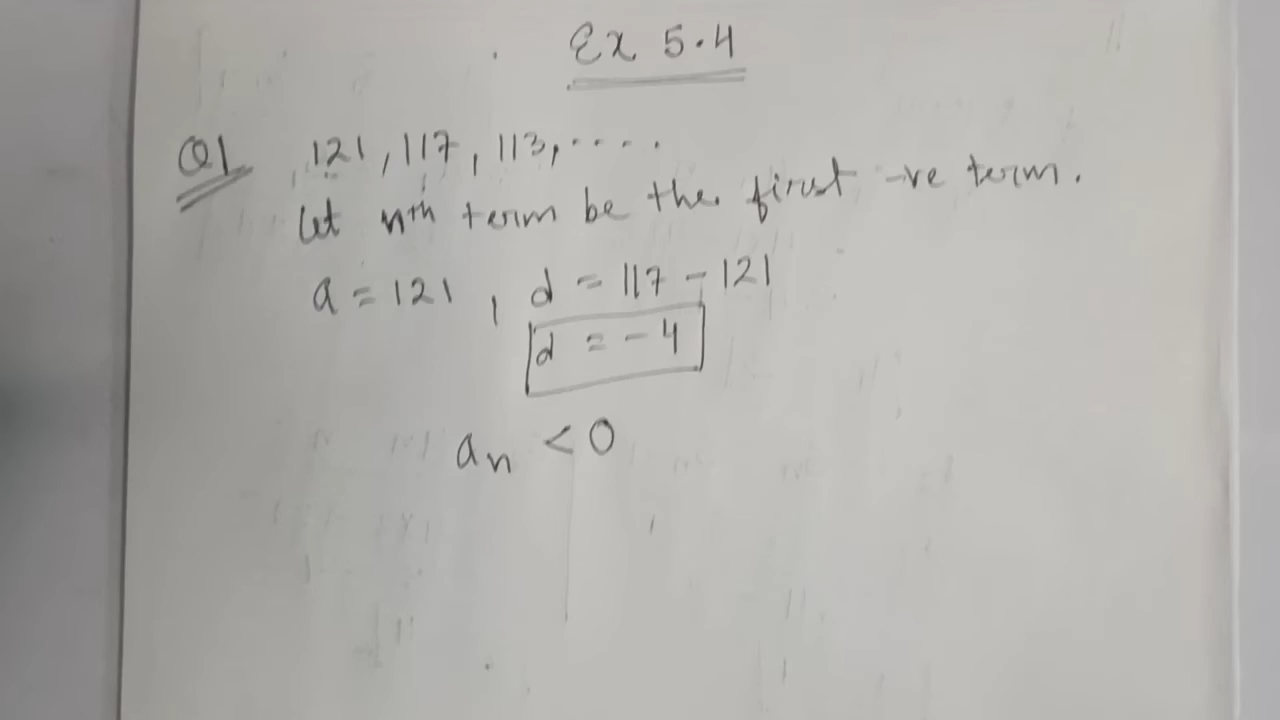 Ex 5.4
Q1 121, 117, 113, ....
Let nth term be the first -ve term.
a = 121, d = 117 - 121
d = -4
aₙ < 0